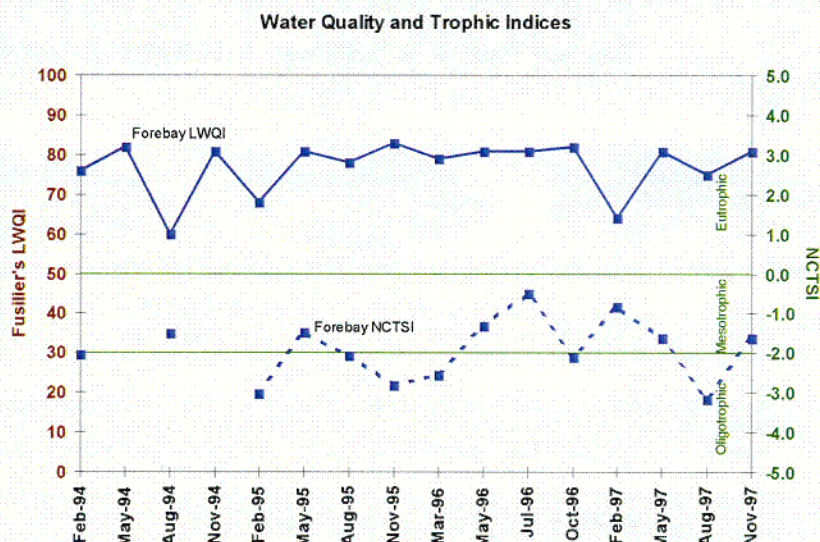 Water Quality and Trophic Indices
100
90
80
70
60
50
40
30
20
10
0
Fusilier's LWQI
5.0
4.0
3.0
2.0
1.0
0.0
-1.0
-2.0
-3.0
-4.0
-5.0
NCTSI
Forebay LWQI
Forebay NCTSI
Eutrophic
Mesotrophic
Oligotrophic
Feb-94
May-94
Aug-94
Nov-94
Feb-95
May-95
Aug-95
Nov-95
Mar-96
May-96
Jul-96
Oct-96
Feb-97
May-97
Aug-97
Nov-97